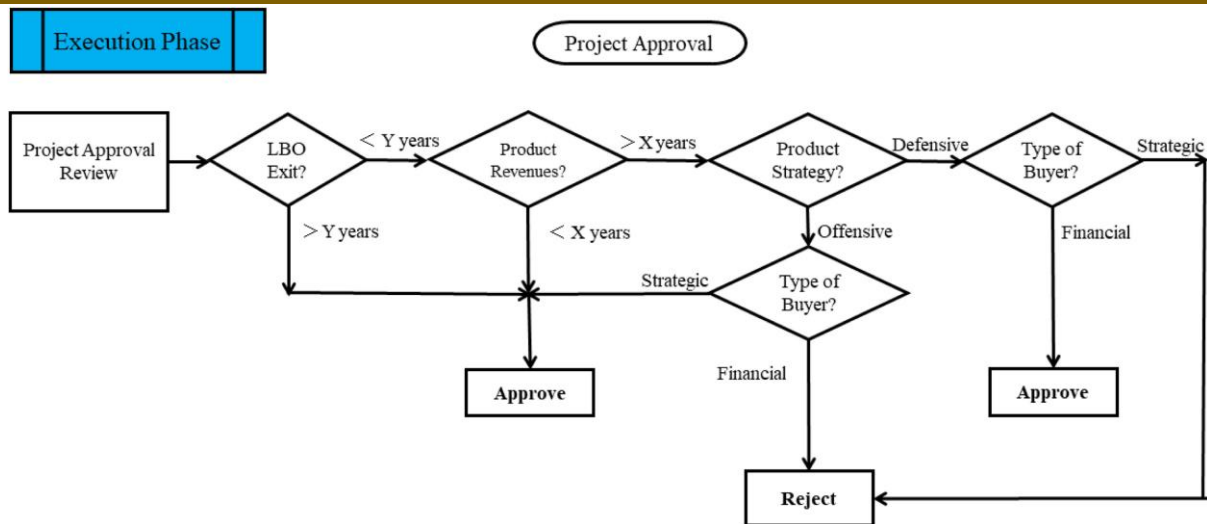 Execution Phase
Project Approval
Project Approval
Review
LBO
Exit?
< Y years
Product
Revenues?
> X years
Product
Strategy?
Defensive
Type of
Buyer?
Strategic
> Y years
< X years
Offensive
Financial
Strategic
Type of
Buyer?
Financial
Approve
Approve
Reject